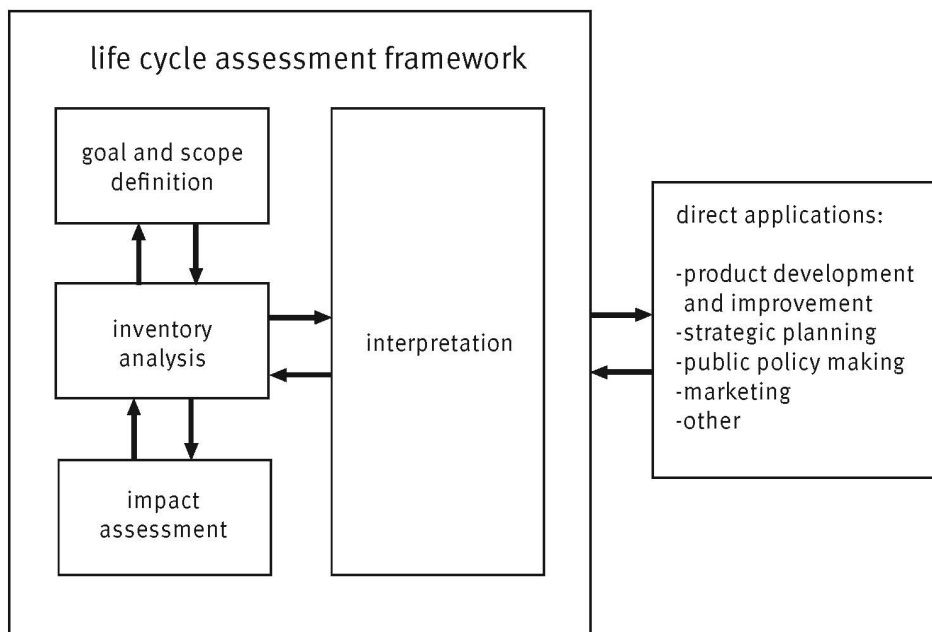 life cycle assessment framework
goal and scope
definition
inventory
analysis
impact
assessment
interpretation
direct applications:
-product development
and improvement
-strategic planning
-public policy making
-marketing
-other